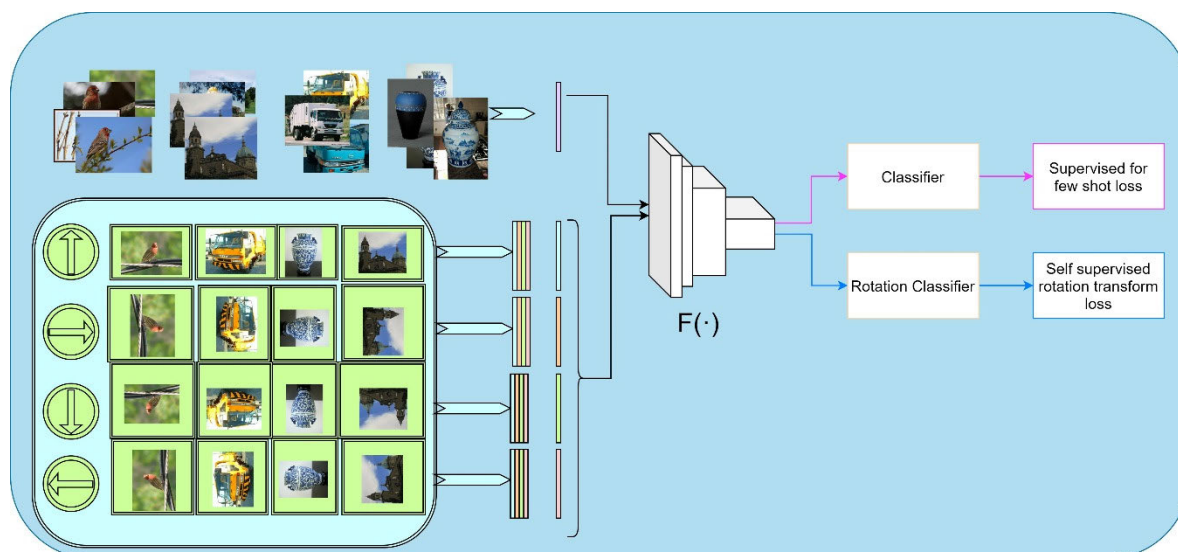 F(·)
Classifier
Supervised for
few shot loss
Rotation Classifier
Self supervised
rotation transform
loss